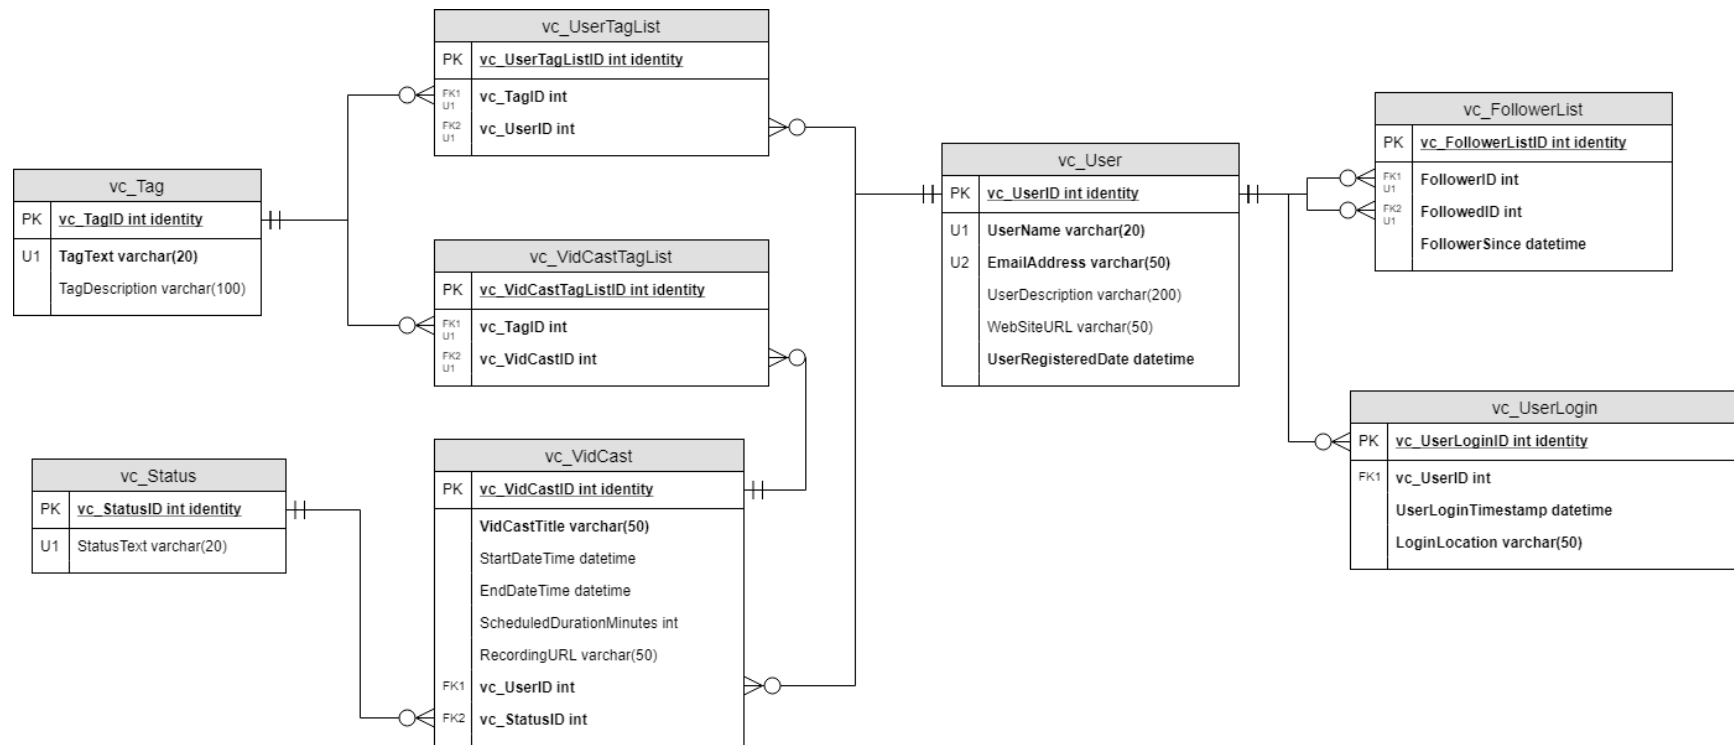 vc_UserTagList
PK vc_UserTagListID int identity
FK1 U1 vc_TagID int
FK2 U1 vc_UserID int
vc_Tag
PK vc_TagID int identity
U1 TagText varchar(20)
TagDescription varchar(100)
vc_VidCastTagList
PK vc_VidCastTagListID int identity
FK1 U1 vc_TagID int
FK2 U1 vc_VidCastID int
vc_Status
PK vc_StatusID int identity
U1 StatusText varchar(20)
vc_VidCast
PK vc_VidCastID int identity
VidCastTitle varchar(50)
StartDateTime datetime
EndDateTime datetime
ScheduledDurationMinutes int
RecordingURL varchar(50)
FK1 vc_UserID int
FK2 vc_StatusID int
vc_User
PK vc_UserID int identity
U1 UserName varchar(20)
U2 EmailAddress varchar(50)
UserDescription varchar(200)
WebSiteURL varchar(50)
UserRegisteredDate datetime
vc_FollowerList
PK vc_FollowerListID int identity
FK1 U1 FollowerID int
FK2 U1 FollowedID int
FollowerSince datetime
vc_UserLogin
PK vc_UserLoginID int identity
FK1 vc_UserID int
UserLoginTimestamp datetime
LoginLocation varchar(50)